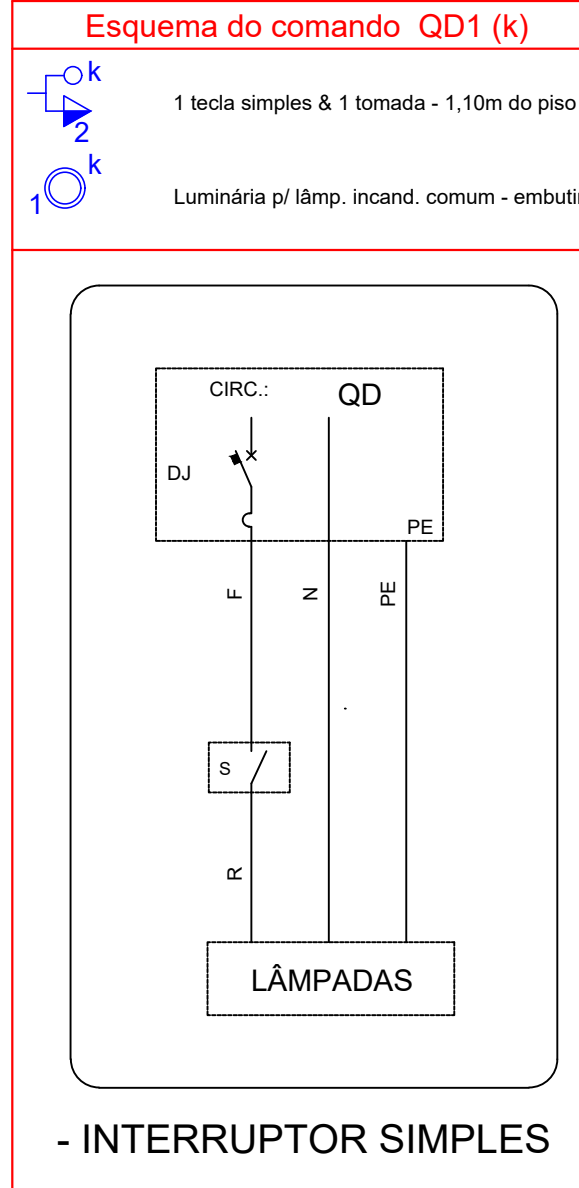 Esquema do comando QD1 (k)
k
1 tecla simples & 1 tomada - 1,10m do piso
2
k
1
Luminária p/ lâmp. incand. comum - embutir
CIRC.:
QD
DJ
PE
F
N
PE
S
R
LÂMPADAS
- INTERRUPTOR SIMPLES